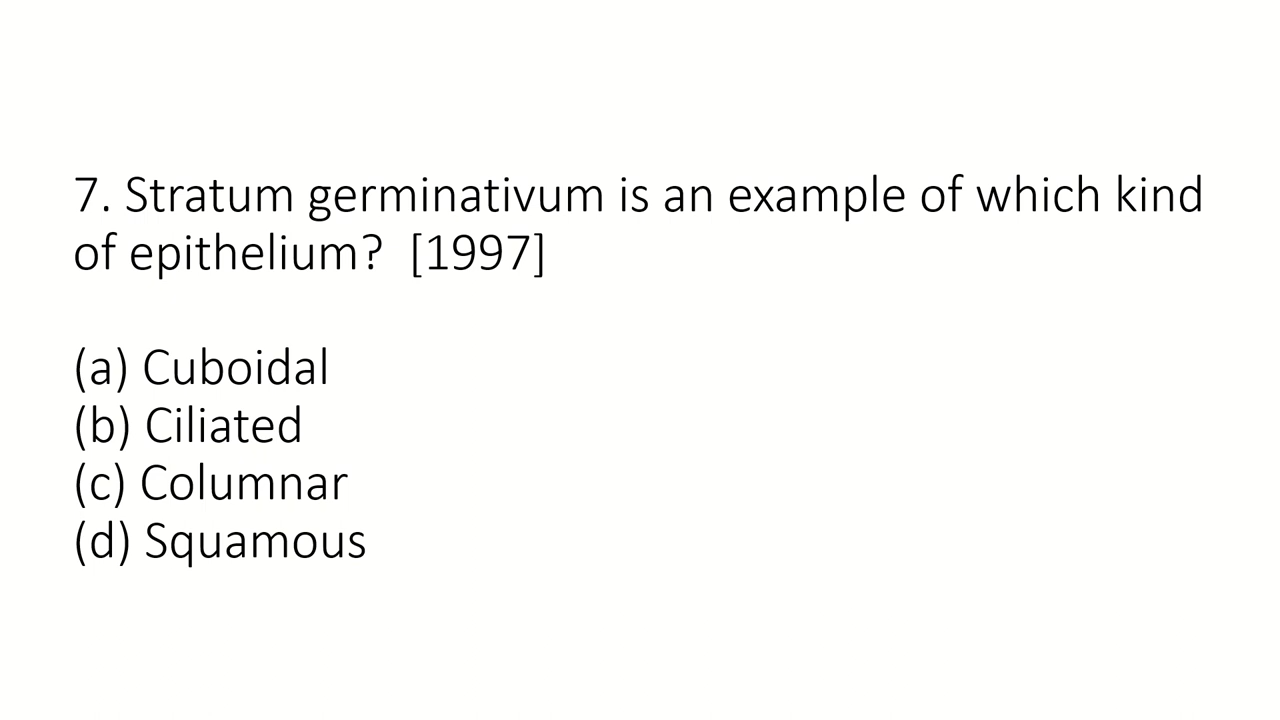 7. Stratum germinativum is an example of which kind
of epithelium?  [1997]
(a) Cuboidal
(b) Ciliated
(c) Columnar
(d) Squamous